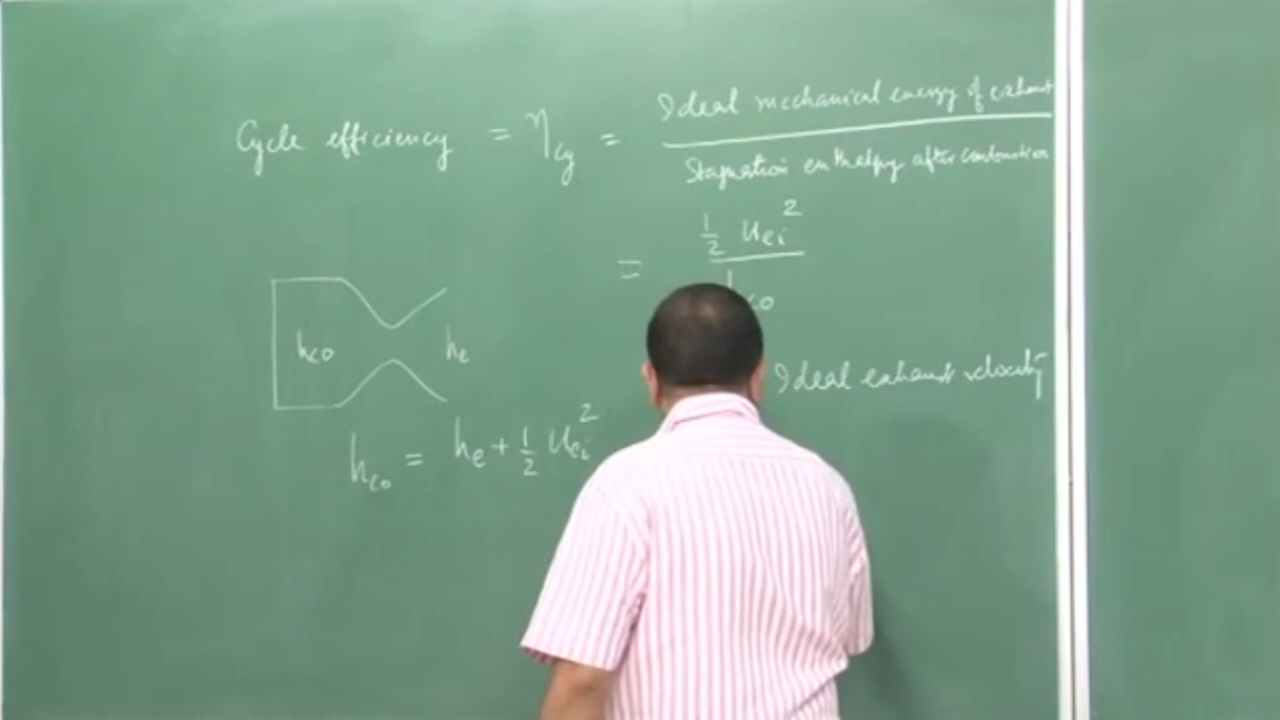 Ideal mechanical energy of exhaust
Cycle efficiency = η_cy =
Stagnation enthalpy after combustion
= ½ u_ei²
co
h_co h_e
Ideal exhaust velocity
h_co = h_e + ½ u_ei²